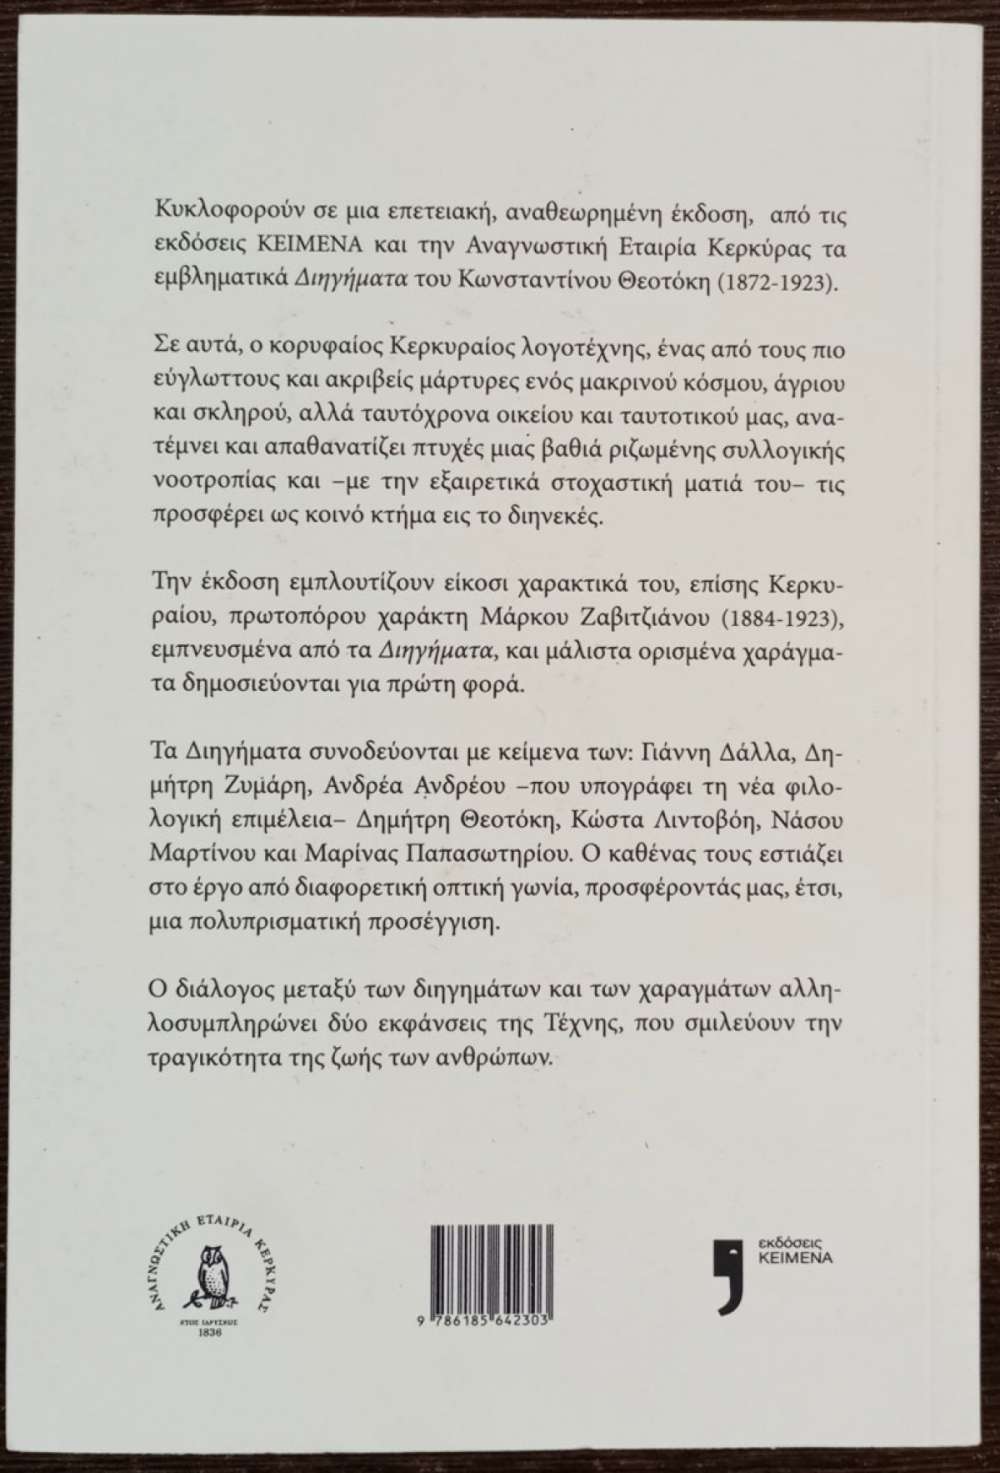 Κυκλοφορούν σε μια επετειακή, αναθεωρημένη έκδοση, από τις
εκδόσεις ΚΕΙΜΕΝΑ και την Αναγνωστική Εταιρία Κερκύρας τα
εμβληματικά Διηγήματα του Κωνσταντίνου Θεοτόκη (1872-1923).
Σε αυτά, ο κορυφαίος Κερκυραίος λογοτέχνης, ένας από τους πιο
εύγλωττους και ακριβείς μάρτυρες ενός μακρινού κόσμου, άγριου
και σκληρού, αλλά ταυτόχρονα οικείου και ταυτοτικού μας, ανα-
τέμνει και απαθανατίζει πτυχές μιας βαθιά ριζωμένης συλλογικής
νοοτροπίας και –με την εξαιρετικά στοχαστική ματιά του– τις
προσφέρει ως κοινό κτήμα εις το διηνεκές.
Την έκδοση εμπλουτίζουν είκοσι χαρακτικά του, επίσης Κερκυ-
ραίου, πρωτοπόρου χαράκτη Μάρκου Ζαβιτζιάνου (1884-1923),
εμπνευσμένα από τα Διηγήματα, και μάλιστα ορισμένα χαράγμα-
τα δημοσιεύονται για πρώτη φορά.
Τα Διηγήματα συνοδεύονται με κείμενα των: Γιάννη Δάλλα, Δη-
μήτρη Ζυμάρη, Ανδρέα Ανδρέου –που υπογράφει τη νέα φιλο-
λογική επιμέλεια– Δημήτρη Θεοτόκη, Κώστα Λιντοβόη, Νάσου
Μαρτίνου και Μαρίνας Παπασωτηρίου. Ο καθένας τους εστιάζει
στο έργο από διαφορετική οπτική γωνία, προσφέροντάς μας, έτσι,
μια πολυπρισματική προσέγγιση.
Ο διάλογος μεταξύ των διηγημάτων και των χαραγμάτων αλλη-
λοσυμπληρώνει δύο εκφάνσεις της Τέχνης, που σμιλεύουν την
τραγικότητα της ζωής των ανθρώπων.
ΑΝΑΓΝΩΣΤΙΚΗ ΕΤΑΙΡΙΑ ΚΕΡΚΥΡΑΣ
ΕΤΟΣ ΙΔΡΥΣΕΩΣ
1836
9 786185 642303
εκδόσεις
ΚΕΙΜΕΝΑ